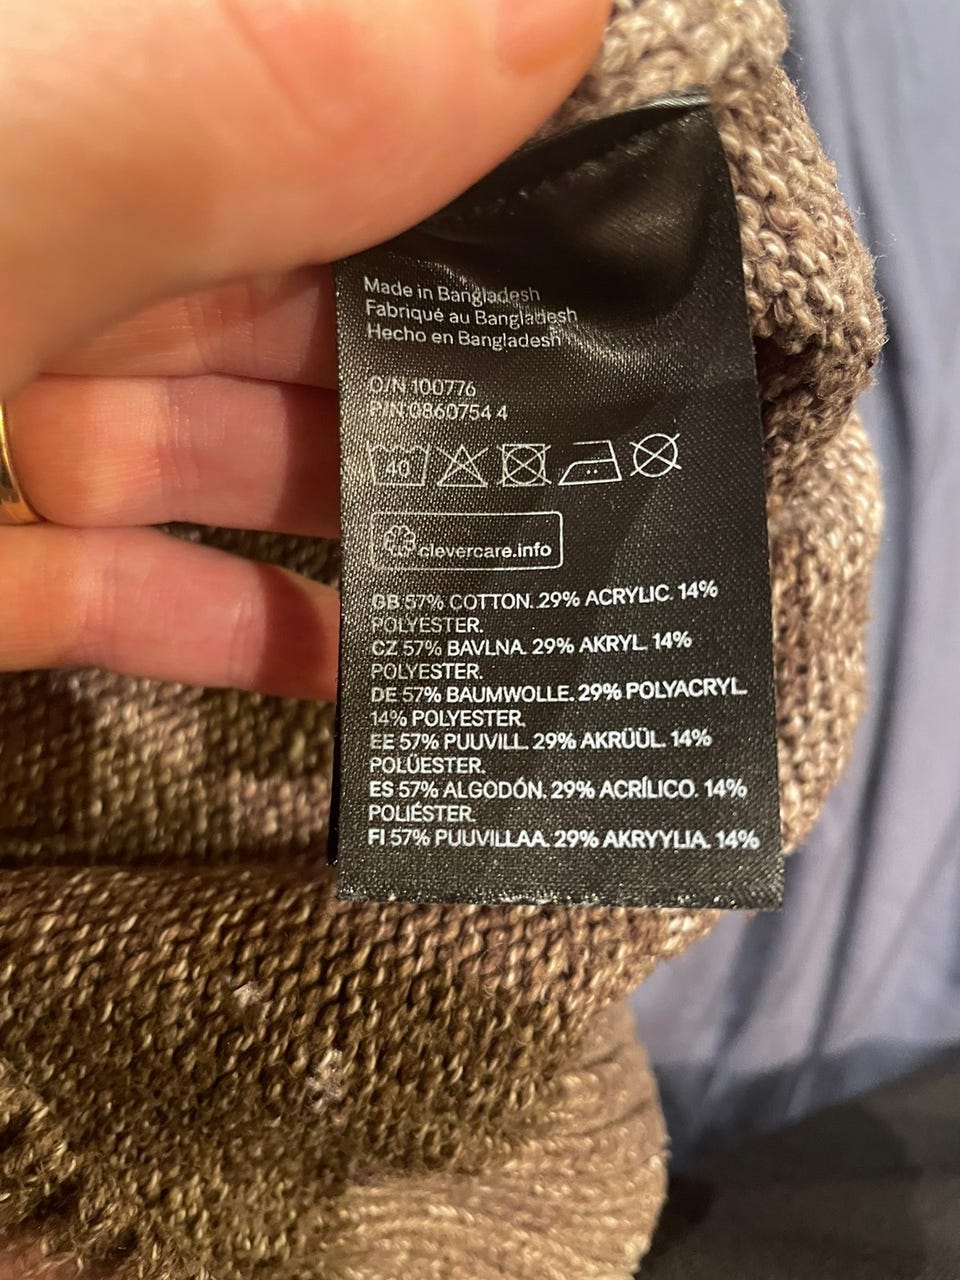 Made in Bangladesh
Fabriqué au Bangladesh
Hecho en Bangladesh
O/N 100776
P/N 0860754 4
40
clevercare.info
GB 57% COTTON. 29% ACRYLIC. 14%
POLYESTER.
CZ 57% BAVLNA. 29% AKRYL. 14%
POLYESTER.
DE 57% BAUMWOLLE. 29% POLYACRYL.
14% POLYESTER.
EE 57% PUUVILL. 29% AKRÜÜL. 14%
POLÜESTER.
ES 57% ALGODÓN. 29% ACRÍLICO. 14%
POLIÉSTER.
FI 57% PUUVILLAA. 29% AKRYYLIA. 14%